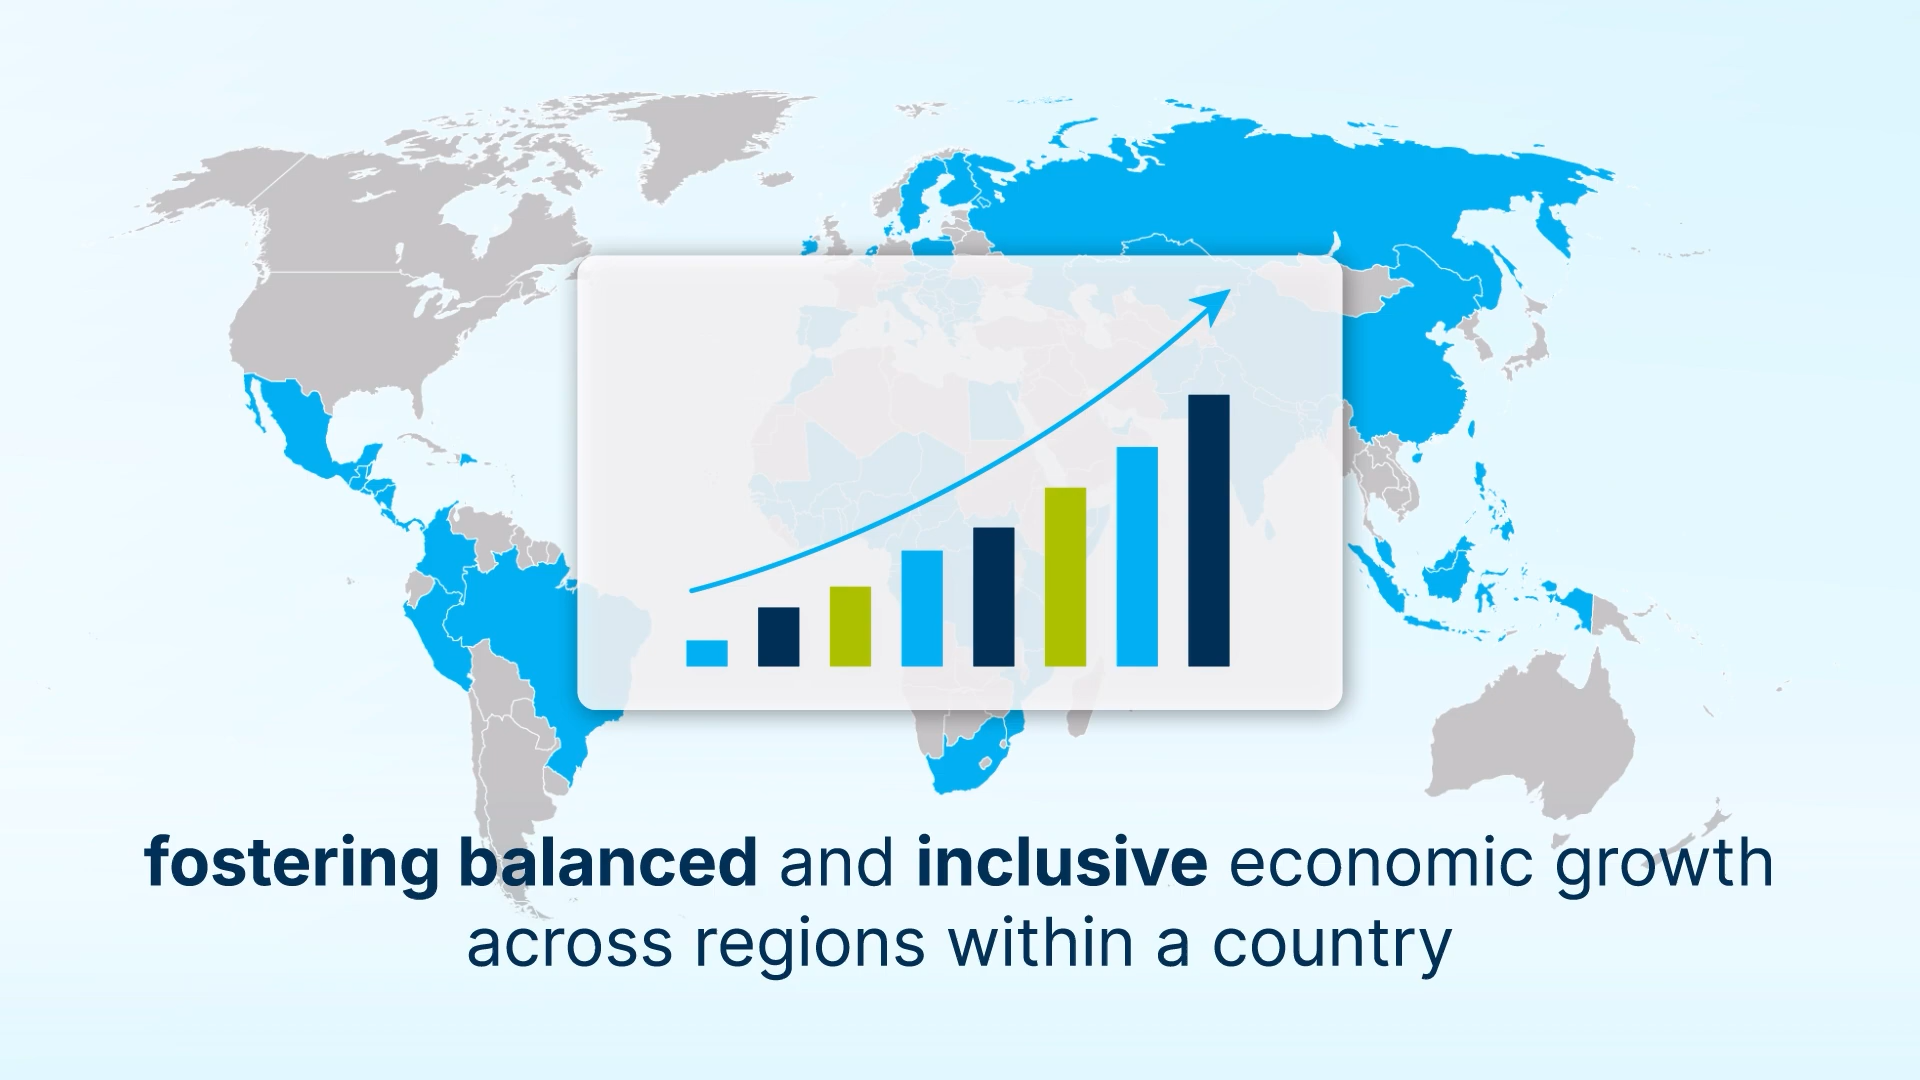 fostering balanced and inclusive economic growth
across regions within a country